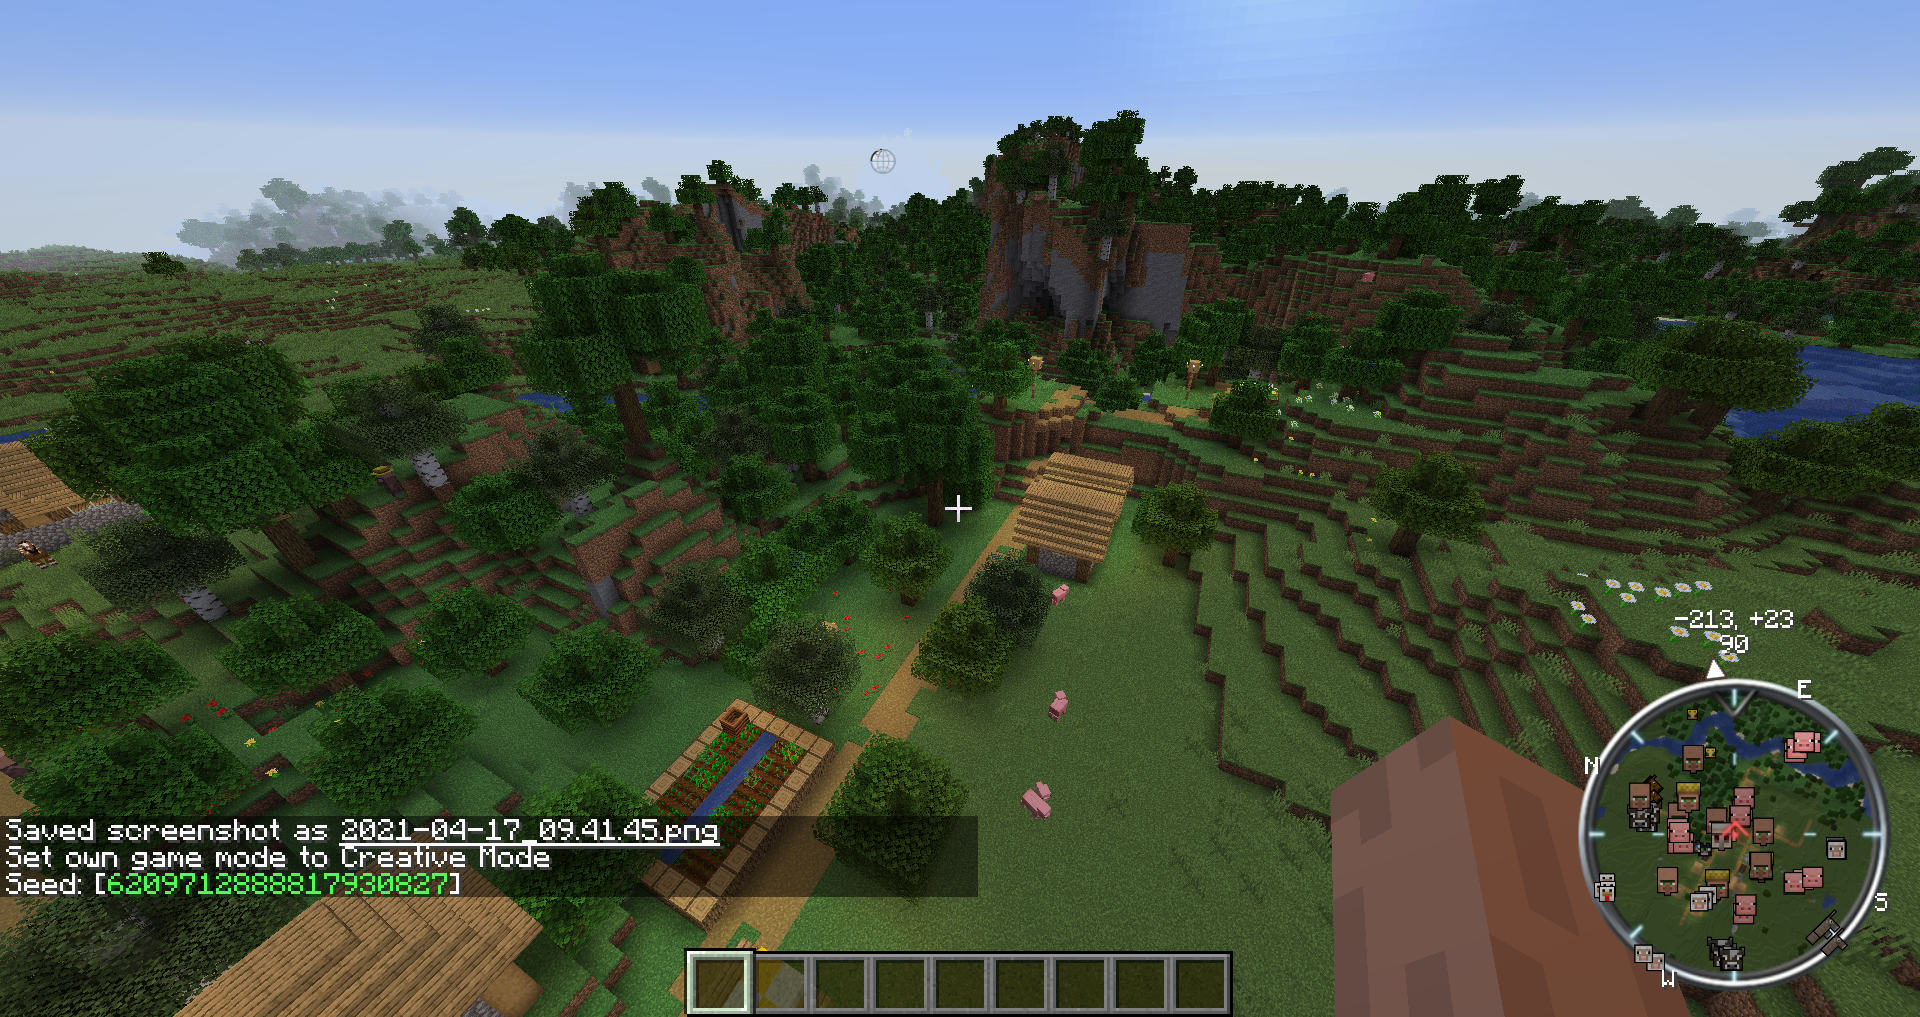 -213, +23
90
E
N
S
W
Saved screenshot as 2021-04-17_09.41.45.png
Set own game mode to Creative Mode
Seed: [62097128888817930827]